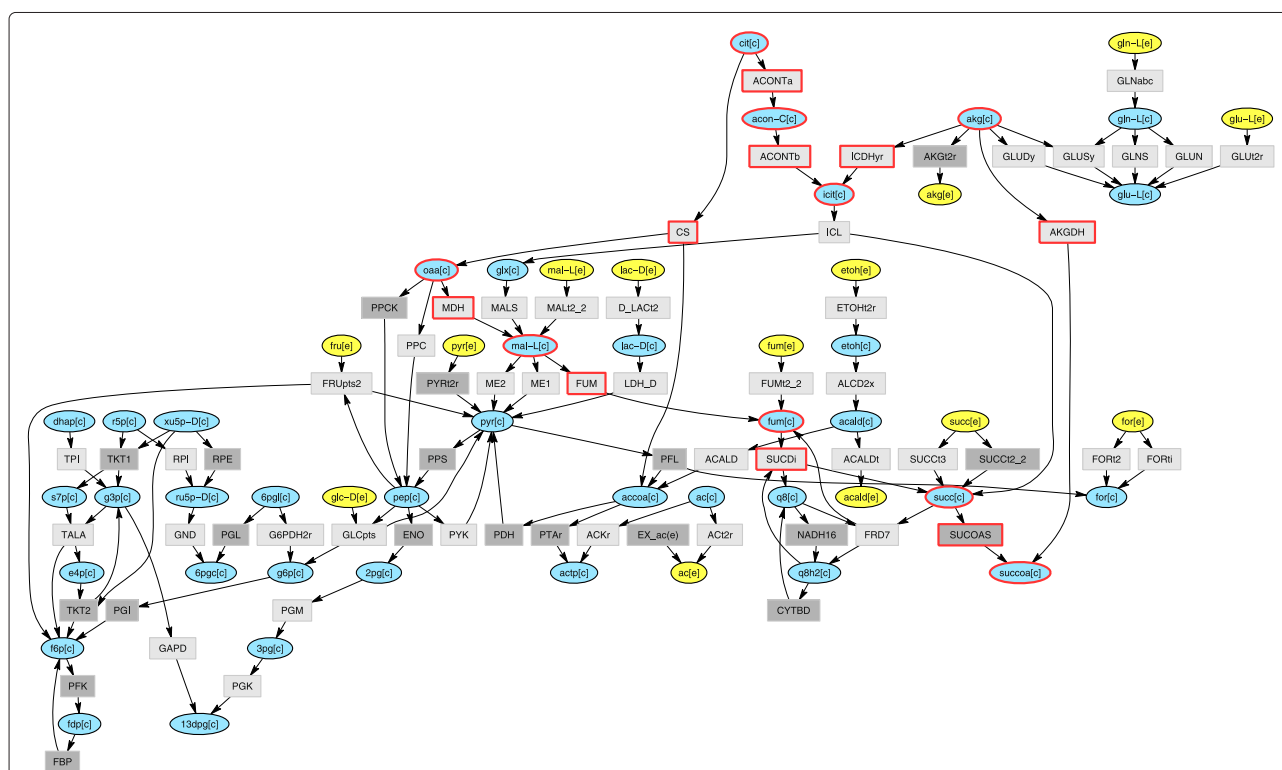 cit[c] gln-L[e]
ACONTa GLNabc
acon-C[c] akg[c] gln-L[c] glu-L[e]
ACONTb ICDHyr AKGt2r GLUDy GLUSy GLNS GLUN GLUt2r
icit[c] akg[e] glu-L[c]
CS ICL AKGDH
oaa[c] glx[c] mal-L[e] lac-D[e] etoh[e]
PPCK MDH MALS MALt2_2 D_LACt2 ETOHt2r
fru[e] PPC pyr[e] mal-L[c] lac-D[c] fum[e] etoh[c]
FRUpts2 PYRt2r ME2 ME1 FUM LDH_D FUMt2_2 ALCD2x
dhap[c] r5p[c] xu5p-D[c] pyr[c] fum[c] acald[c] succ[e] for[e]
TPI TKT1 RPI RPE PPS PFL ACALD SUCDi ACALDt SUCCt3 SUCCt2_2 FORt2 FORti
s7p[c] g3p[c] ru5p-D[c] 6pgl[c] glc-D[e] pep[c] accoa[c] ac[c] q8[c] acald[e] succ[c] for[c]
TALA GND PGL G6PDH2r GLCpts ENO PYK PDH PTAr ACKr EX_ac(e) ACt2r NADH16 FRD7 SUCOAS
e4p[c] 6pgc[c] g6p[c] 2pg[c] actp[c] ac[e] q8h2[c] succoa[c]
TKT2 PGI PGM CYTBD
f6p[c] GAPD 3pg[c]
PFK PGK
fdp[c] 13dpg[c]
FBP